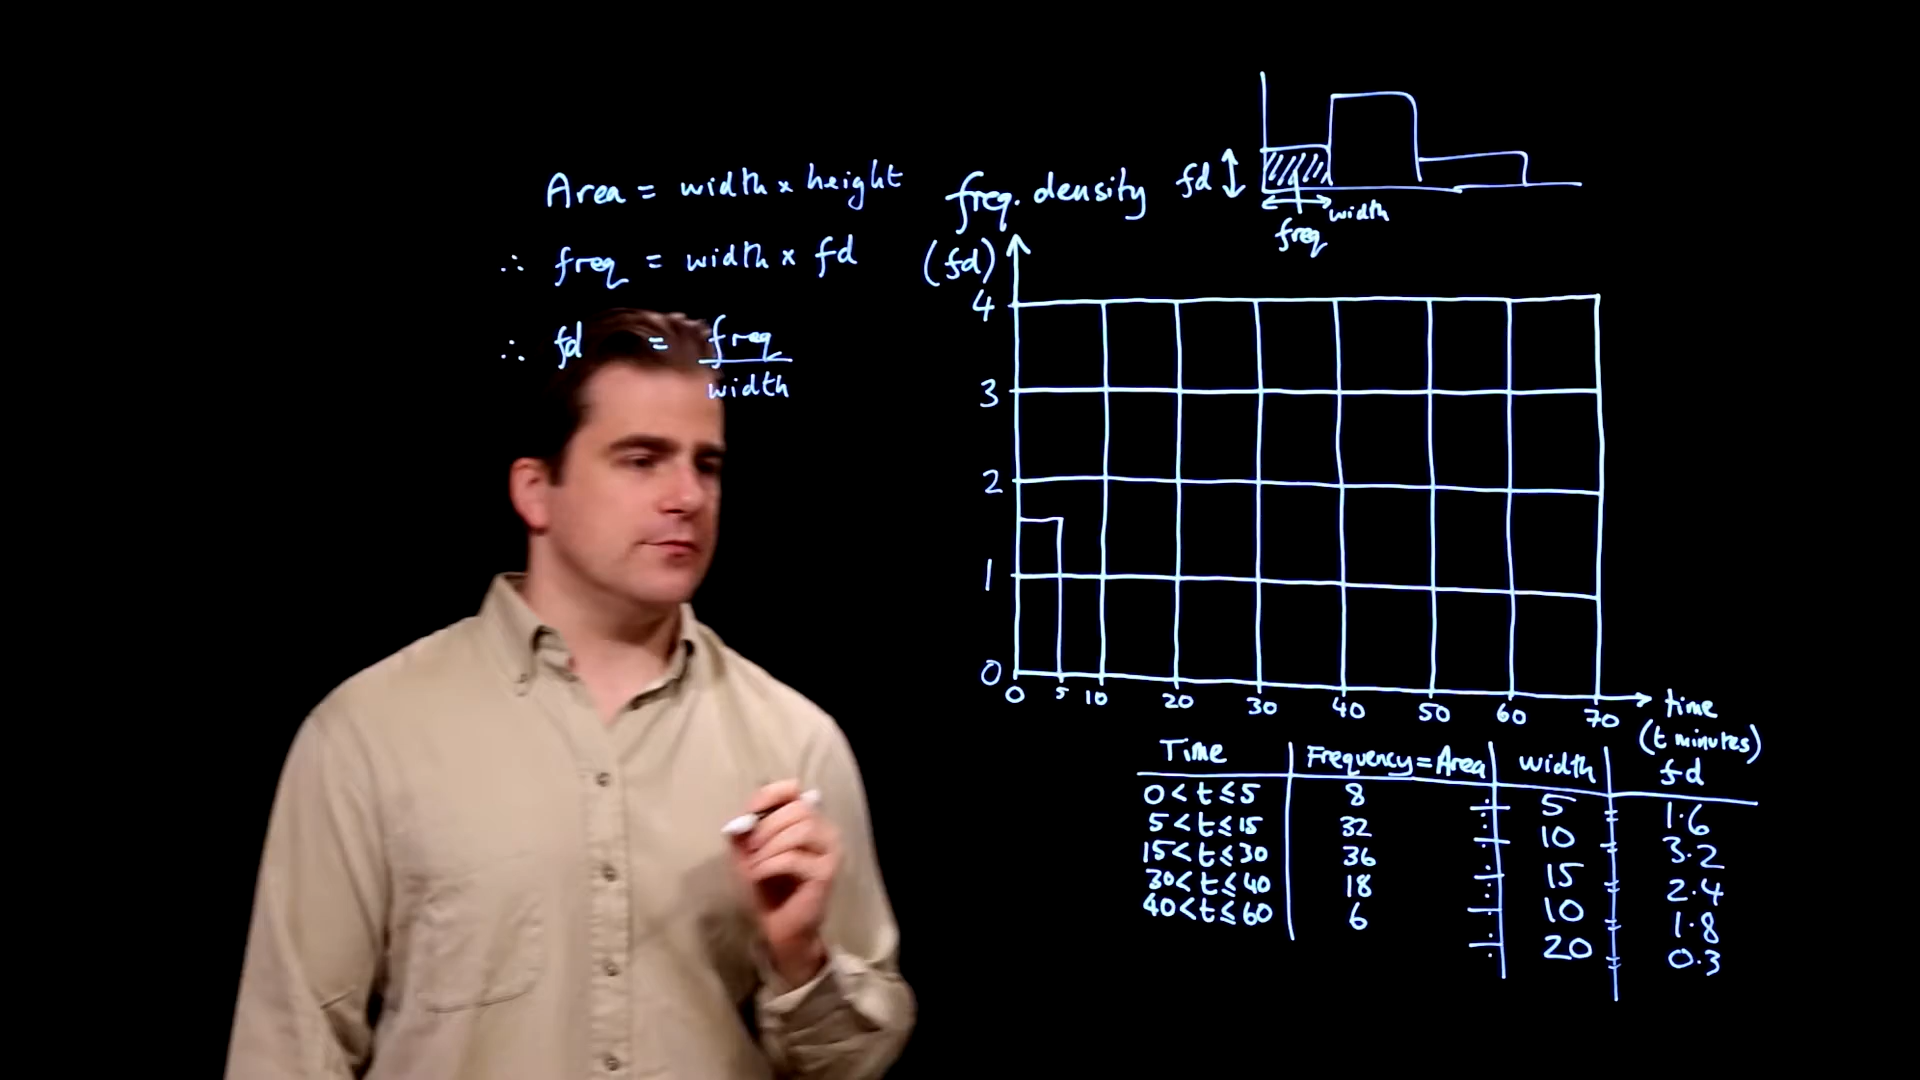 Area = width × height
∴ freq = width × fd
∴ fd = freq / width
fd
width
freq
freq. density
(fd)
4
3
2
1
0
0 5 10 20 30 40 50 60 70
time
(t minutes)
Time | Frequency = Area | width | fd
0 < t ≤ 5 | 8 ÷ 5 = 1.6
5 < t ≤ 15 | 32 ÷ 10 = 3.2
15 < t ≤ 30 | 36 ÷ 15 = 2.4
30 < t ≤ 40 | 18 ÷ 10 = 1.8
40 < t ≤ 60 | 6 ÷ 20 = 0.3